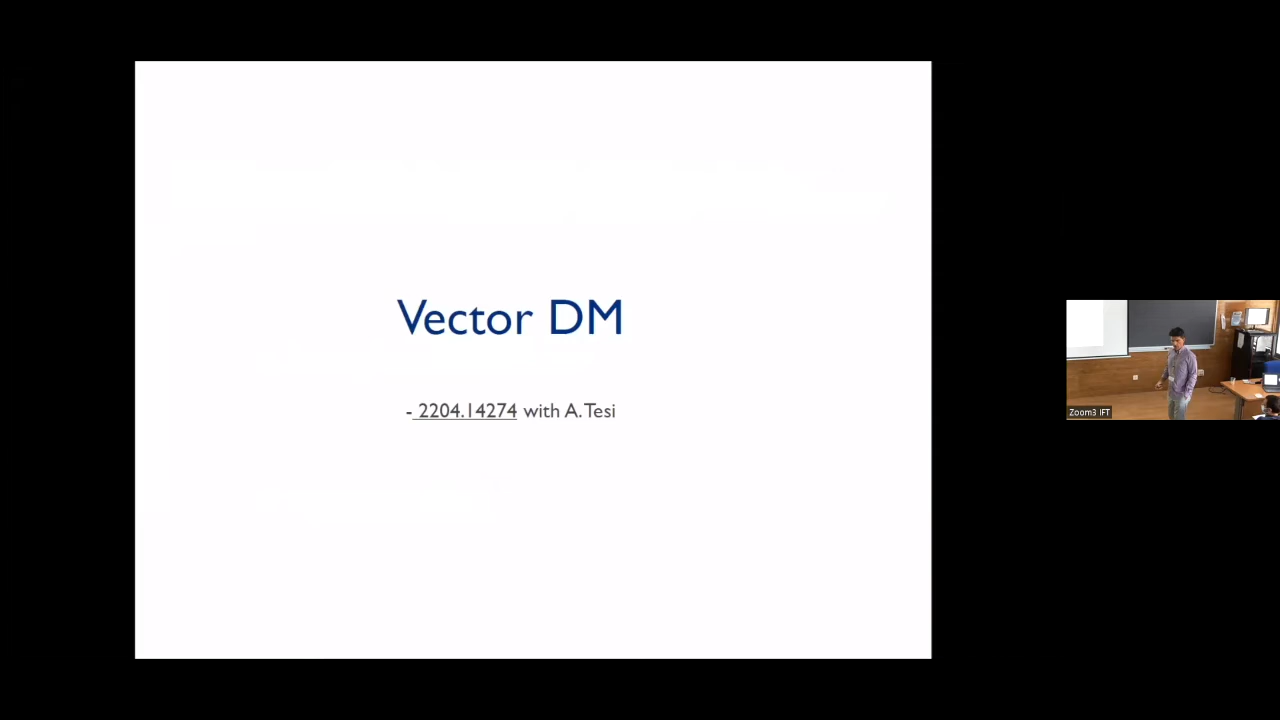 Vector DM
- 2204.14274 with A. Tesi
Zoom3 IFT